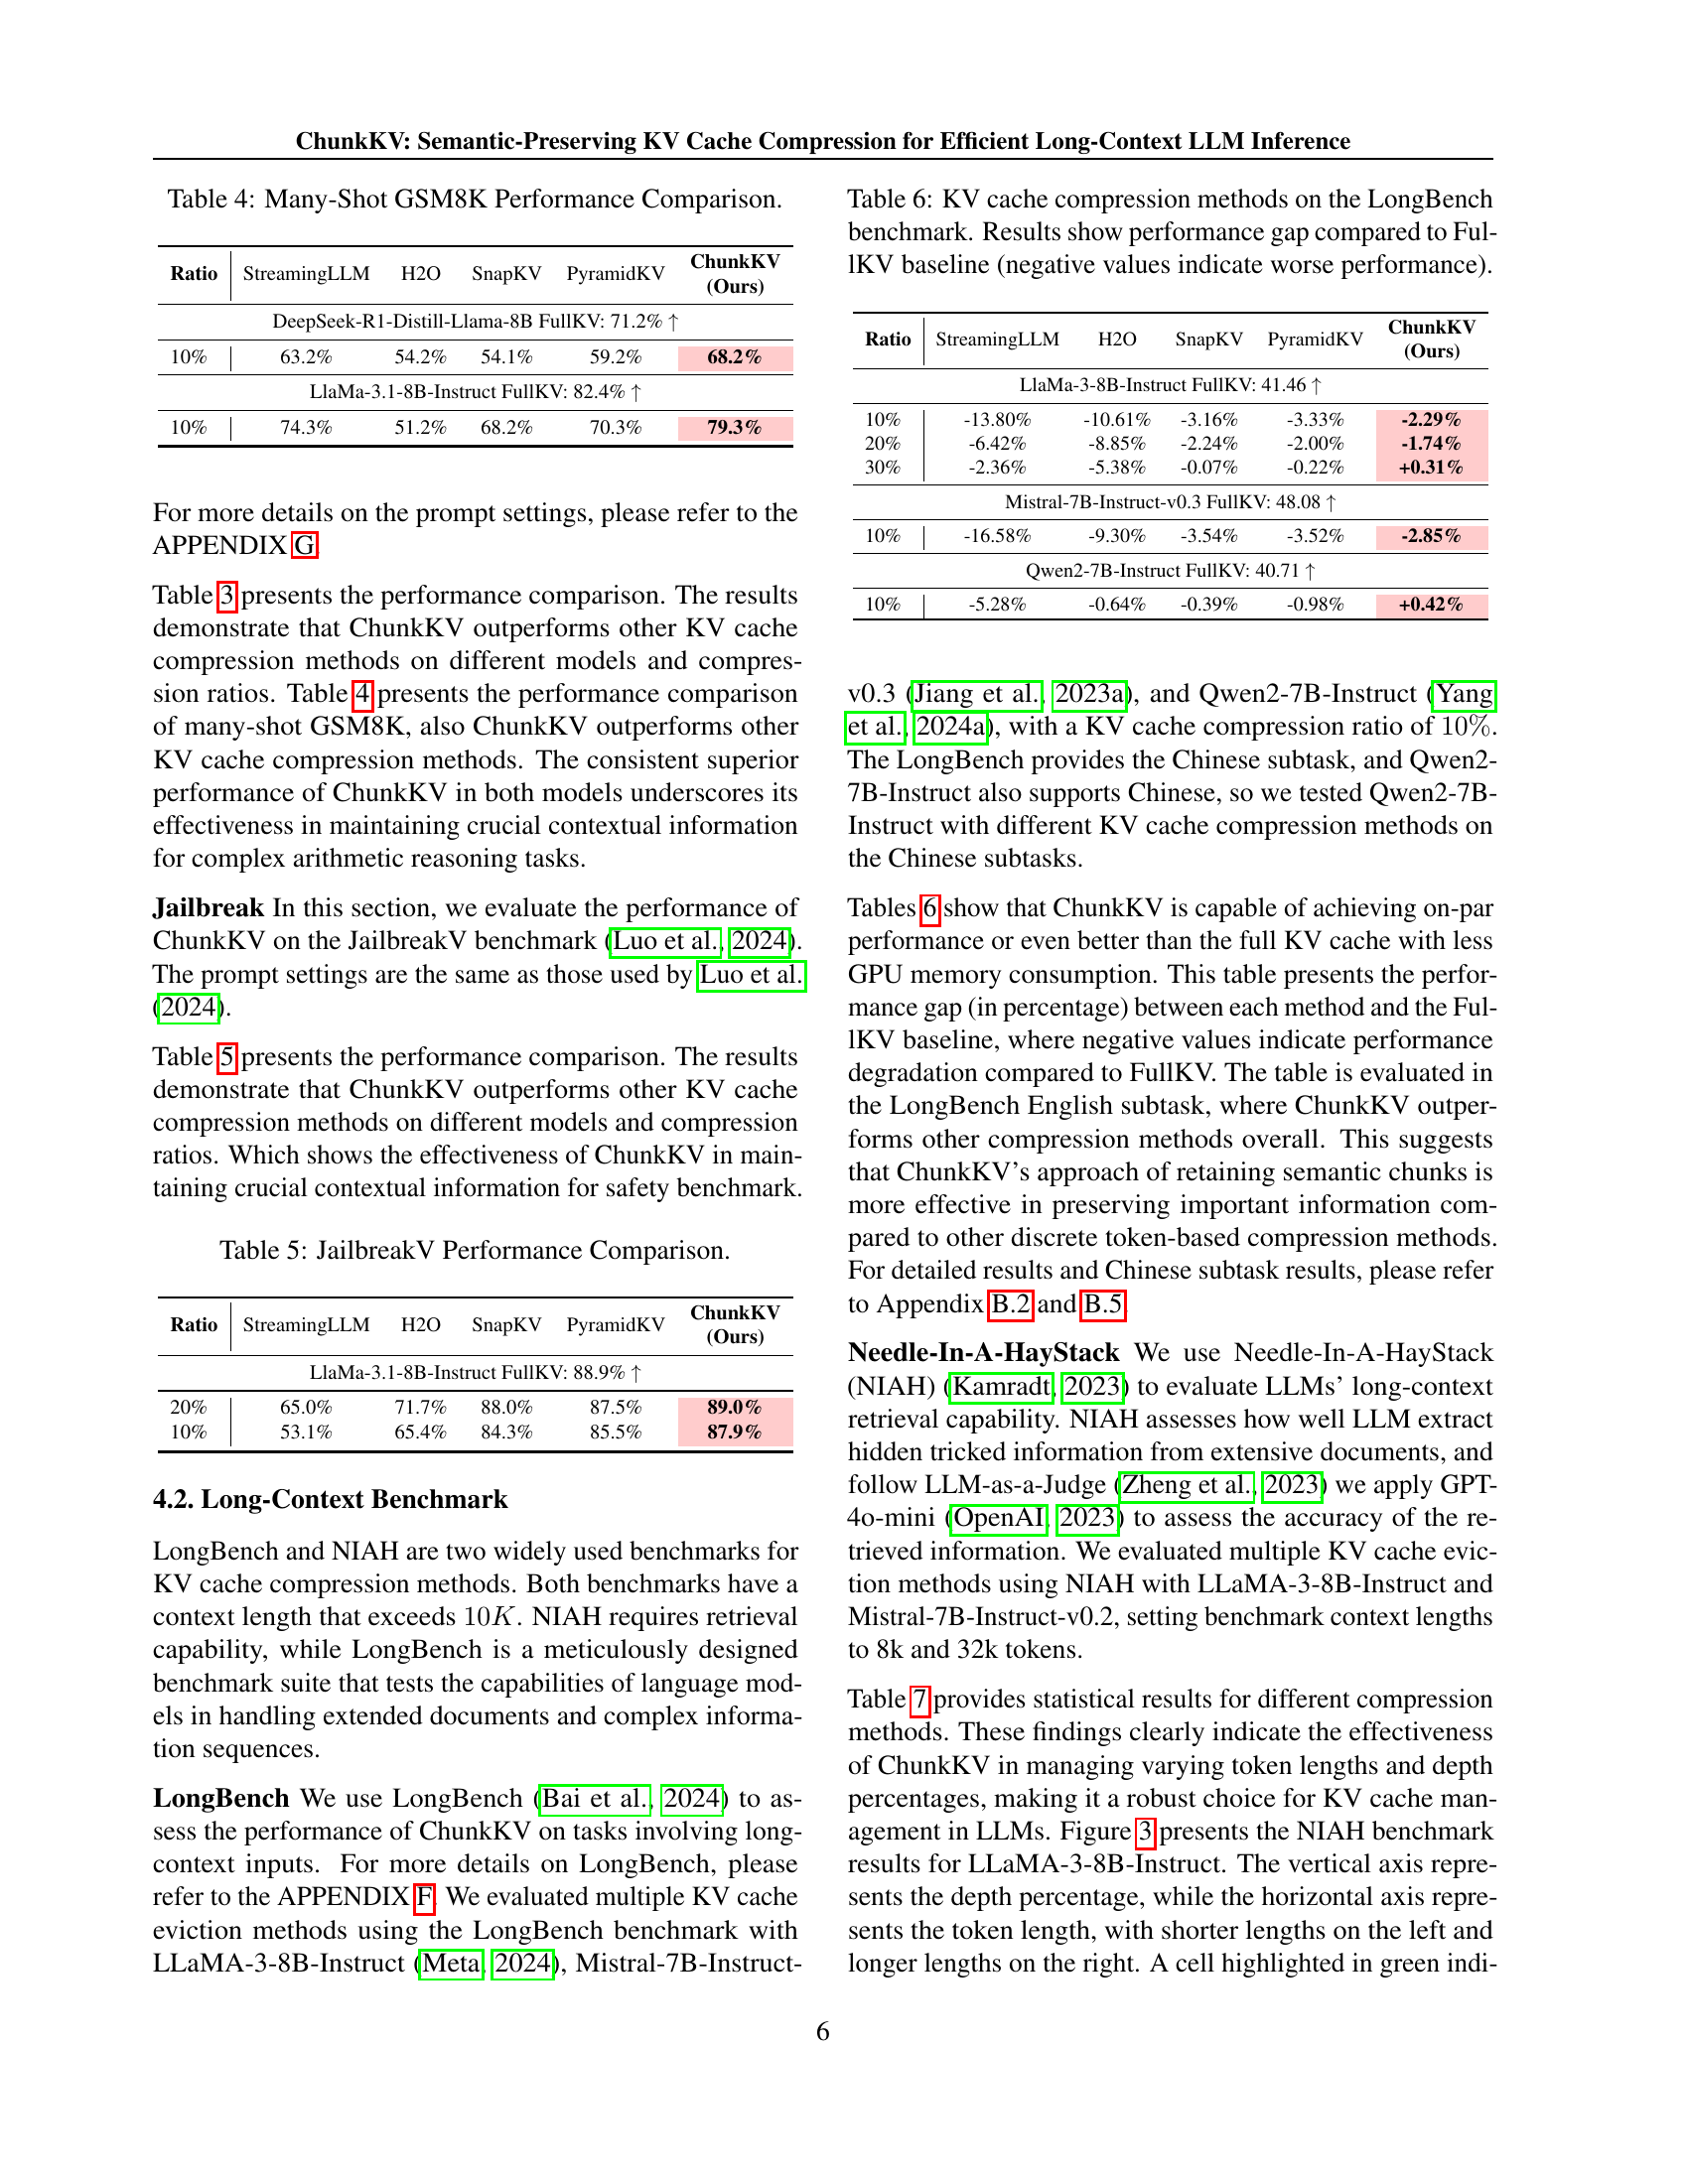 ChunkKV: Semantic-Preserving KV Cache Compression for Efficient Long-Context LLM Inference
Table 4: Many-Shot GSM8K Performance Comparison.
Ratio StreamingLLM H2O SnapKV PyramidKV ChunkKV
(Ours)
DeepSeek-R1-Distill-Llama-8B FullKV: 71.2% ↑
10% 63.2% 54.2% 54.1% 59.2% 68.2%
LlaMa-3.1-8B-Instruct FullKV: 82.4% ↑
10% 74.3% 51.2% 68.2% 70.3% 79.3%
For more details on the prompt settings, please refer to the
APPENDIX G.
Table 3 presents the performance comparison. The results
demonstrate that ChunkKV outperforms other KV cache
compression methods on different models and compres-
sion ratios. Table 4 presents the performance comparison
of many-shot GSM8K, also ChunkKV outperforms other
KV cache compression methods. The consistent superior
performance of ChunkKV in both models underscores its
effectiveness in maintaining crucial contextual information
for complex arithmetic reasoning tasks.
Jailbreak In this section, we evaluate the performance of
ChunkKV on the JailbreakV benchmark (Luo et al., 2024).
The prompt settings are the same as those used by Luo et al.
(2024).
Table 5 presents the performance comparison. The results
demonstrate that ChunkKV outperforms other KV cache
compression methods on different models and compression
ratios. Which shows the effectiveness of ChunkKV in main-
taining crucial contextual information for safety benchmark.
Table 5: JailbreakV Performance Comparison.
Ratio StreamingLLM H2O SnapKV PyramidKV ChunkKV
(Ours)
LlaMa-3.1-8B-Instruct FullKV: 88.9% ↑
20% 65.0% 71.7% 88.0% 87.5% 89.0%
10% 53.1% 65.4% 84.3% 85.5% 87.9%
4.2. Long-Context Benchmark
LongBench and NIAH are two widely used benchmarks for
KV cache compression methods. Both benchmarks have a
context length that exceeds 10K. NIAH requires retrieval
capability, while LongBench is a meticulously designed
benchmark suite that tests the capabilities of language mod-
els in handling extended documents and complex informa-
tion sequences.
LongBench We use LongBench (Bai et al., 2024) to as-
sess the performance of ChunkKV on tasks involving long-
context inputs. For more details on LongBench, please
refer to the APPENDIX F. We evaluated multiple KV cache
eviction methods using the LongBench benchmark with
LLaMA-3-8B-Instruct (Meta, 2024), Mistral-7B-Instruct-
Table 6: KV cache compression methods on the LongBench
benchmark. Results show performance gap compared to Ful-
lKV baseline (negative values indicate worse performance).
Ratio StreamingLLM H2O SnapKV PyramidKV ChunkKV
(Ours)
LlaMa-3-8B-Instruct FullKV: 41.46 ↑
10% -13.80% -10.61% -3.16% -3.33% -2.29%
20% -6.42% -8.85% -2.24% -2.00% -1.74%
30% -2.36% -5.38% -0.07% -0.22% +0.31%
Mistral-7B-Instruct-v0.3 FullKV: 48.08 ↑
10% -16.58% -9.30% -3.54% -3.52% -2.85%
Qwen2-7B-Instruct FullKV: 40.71 ↑
10% -5.28% -0.64% -0.39% -0.98% +0.42%
v0.3 (Jiang et al., 2023a), and Qwen2-7B-Instruct (Yang
et al., 2024a), with a KV cache compression ratio of 10%.
The LongBench provides the Chinese subtask, and Qwen2-
7B-Instruct also supports Chinese, so we tested Qwen2-7B-
Instruct with different KV cache compression methods on
the Chinese subtasks.
Tables 6 show that ChunkKV is capable of achieving on-par
performance or even better than the full KV cache with less
GPU memory consumption. This table presents the perfor-
mance gap (in percentage) between each method and the Ful-
lKV baseline, where negative values indicate performance
degradation compared to FullKV. The table is evaluated in
the LongBench English subtask, where ChunkKV outper-
forms other compression methods overall. This suggests
that ChunkKV's approach of retaining semantic chunks is
more effective in preserving important information com-
pared to other discrete token-based compression methods.
For detailed results and Chinese subtask results, please refer
to Appendix B.2 and B.5.
Needle-In-A-HayStack We use Needle-In-A-HayStack
(NIAH) (Kamradt, 2023) to evaluate LLMs' long-context
retrieval capability. NIAH assesses how well LLM extract
hidden tricked information from extensive documents, and
follow LLM-as-a-Judge (Zheng et al., 2023) we apply GPT-
4o-mini (OpenAI, 2023) to assess the accuracy of the re-
trieved information. We evaluated multiple KV cache evic-
tion methods using NIAH with LLaMA-3-8B-Instruct and
Mistral-7B-Instruct-v0.2, setting benchmark context lengths
to 8k and 32k tokens.
Table 7 provides statistical results for different compression
methods. These findings clearly indicate the effectiveness
of ChunkKV in managing varying token lengths and depth
percentages, making it a robust choice for KV cache man-
agement in LLMs. Figure 3 presents the NIAH benchmark
results for LLaMA-3-8B-Instruct. The vertical axis repre-
sents the depth percentage, while the horizontal axis repre-
sents the token length, with shorter lengths on the left and
longer lengths on the right. A cell highlighted in green indi-
6